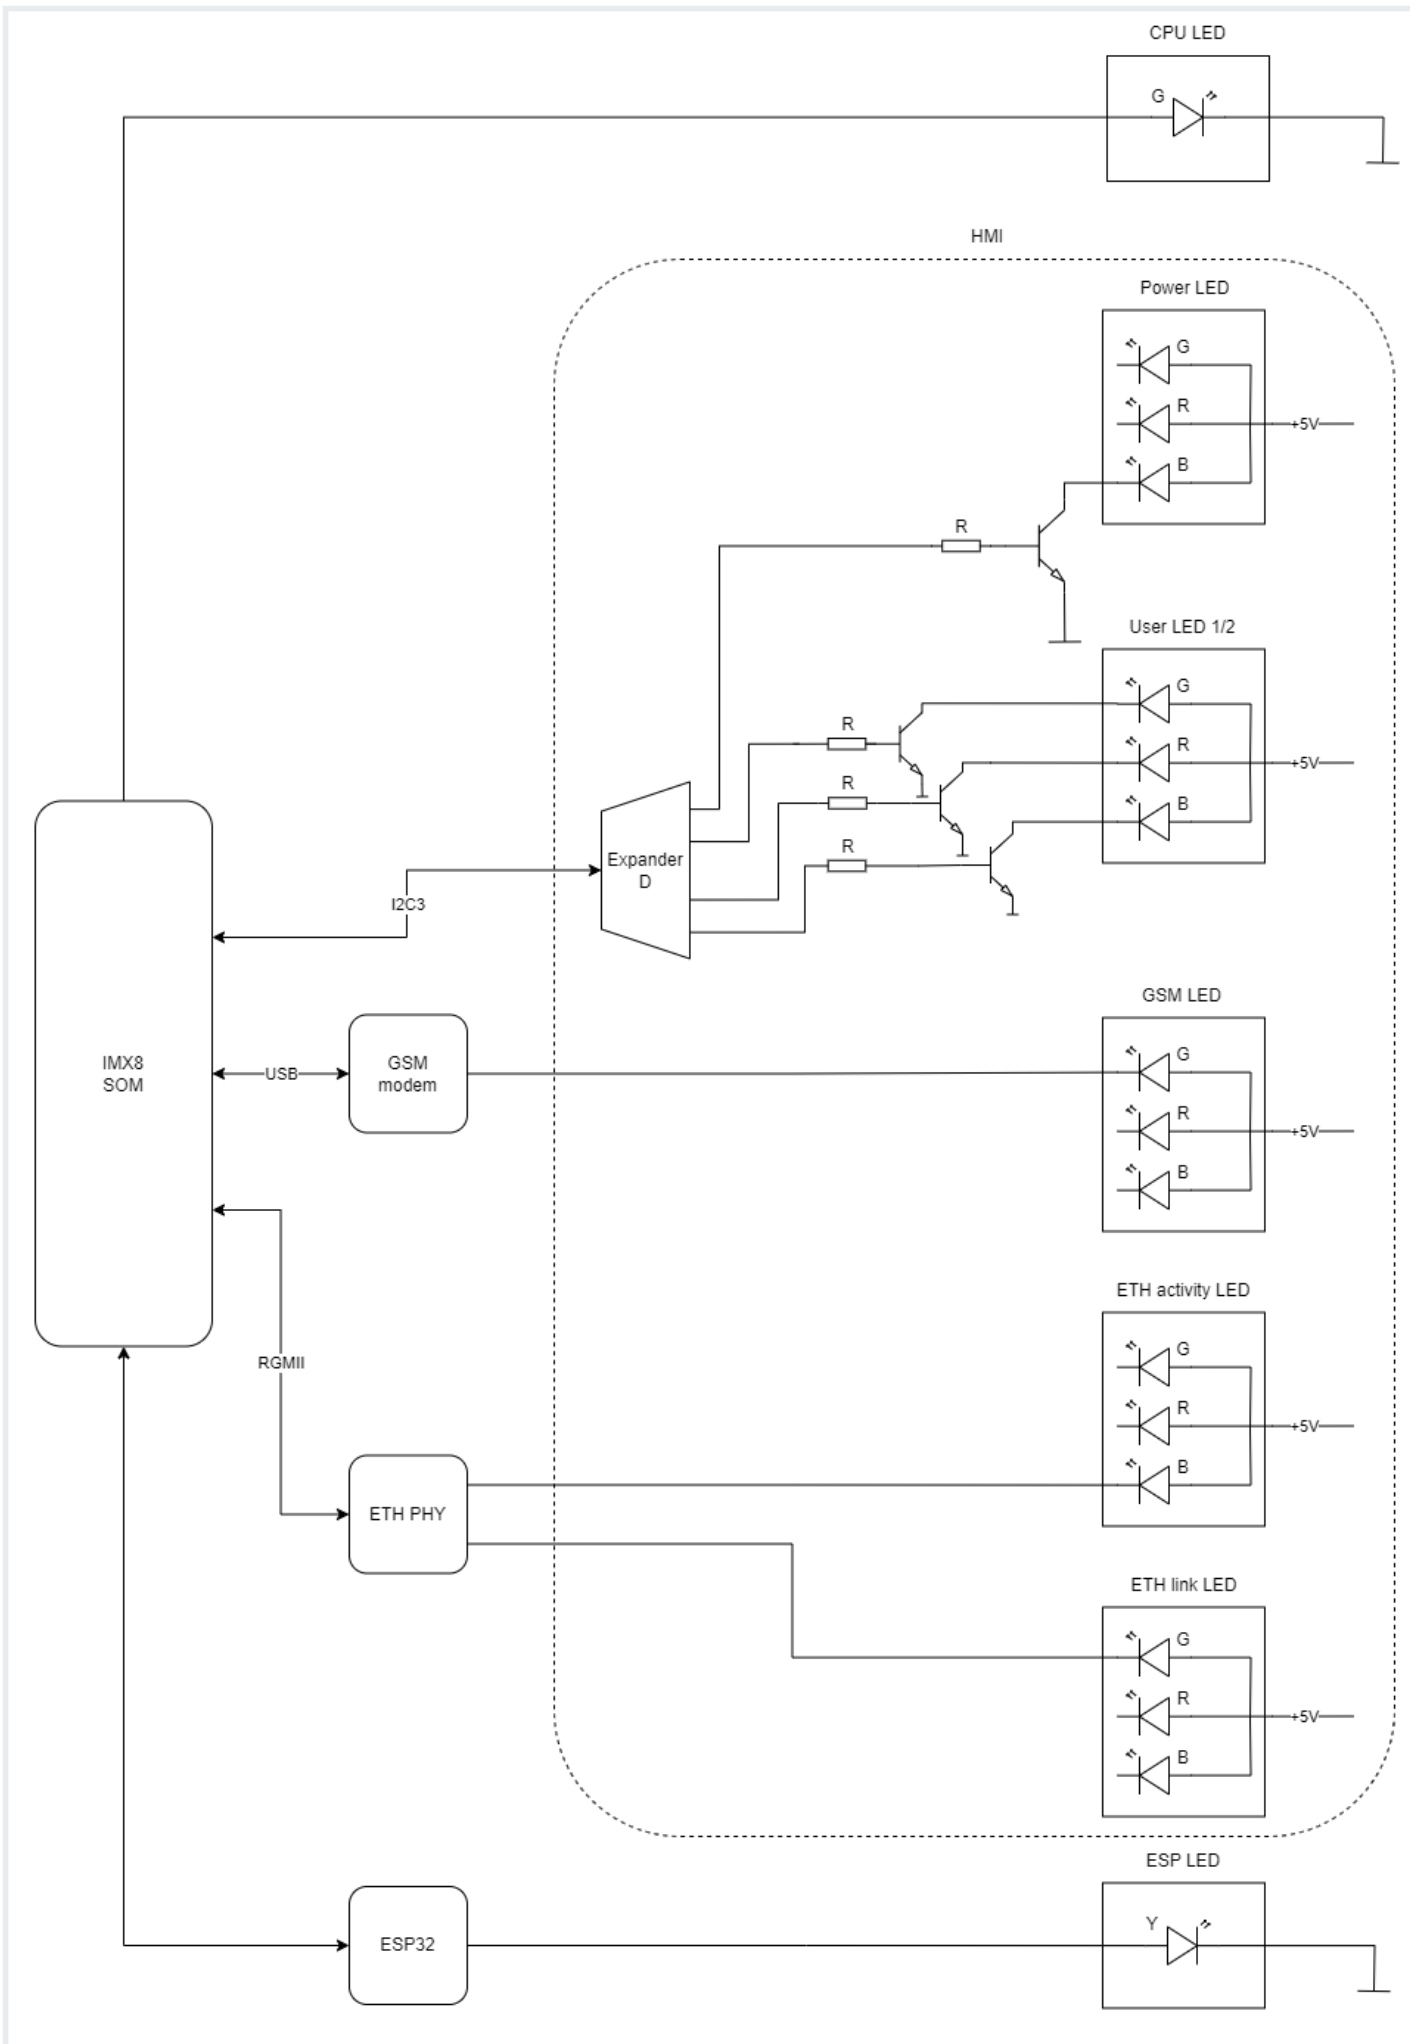 CPU LED
G
HMI
Power LED
G
R
+5V
B
R
User LED 1/2
G
R
R
+5V
R
B
R
Expander
D
I2C3
GSM LED
G
IMX8
SOM
USB
GSM
modem
R
+5V
B
ETH activity LED
G
RGMII
R
+5V
B
ETH PHY
ETH link LED
G
R
+5V
B
ESP LED
Y
ESP32